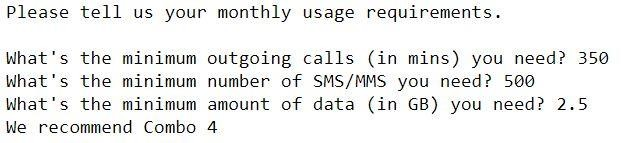 Please tell us your monthly usage requirements.
What's the minimum outgoing calls (in mins) you need? 350
What's the minimum number of SMS/MMS you need? 500
What's the minimum amount of data (in GB) you need? 2.5
We recommend Combo 4